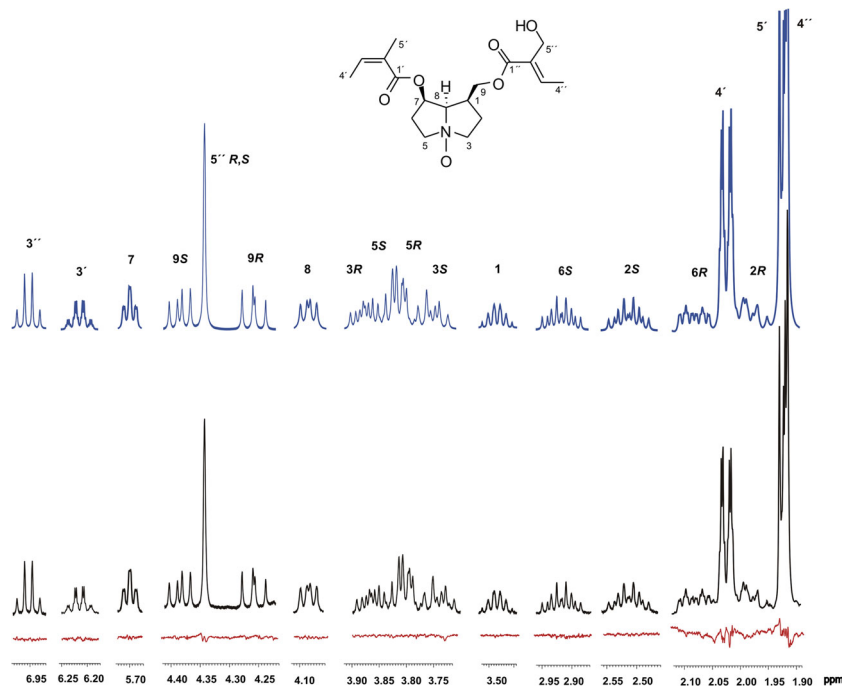 HO
5´
5´´
O
4´
1´
O
1´´
O
4´´
O
H
9
7
8
1
N
5
3
O
5´
4´´
4´
5´´ R,S
3´´
3´
7
9S
9R
8
3R
5S
5R
3S
1
6S
2S
6R
2R
6.95
6.25 6.20
5.70
4.40 4.35 4.30 4.25
4.10
3.90 3.85 3.80 3.75
3.50
2.95 2.90
2.55 2.50
2.10 2.05 2.00 1.95 1.90 ppm